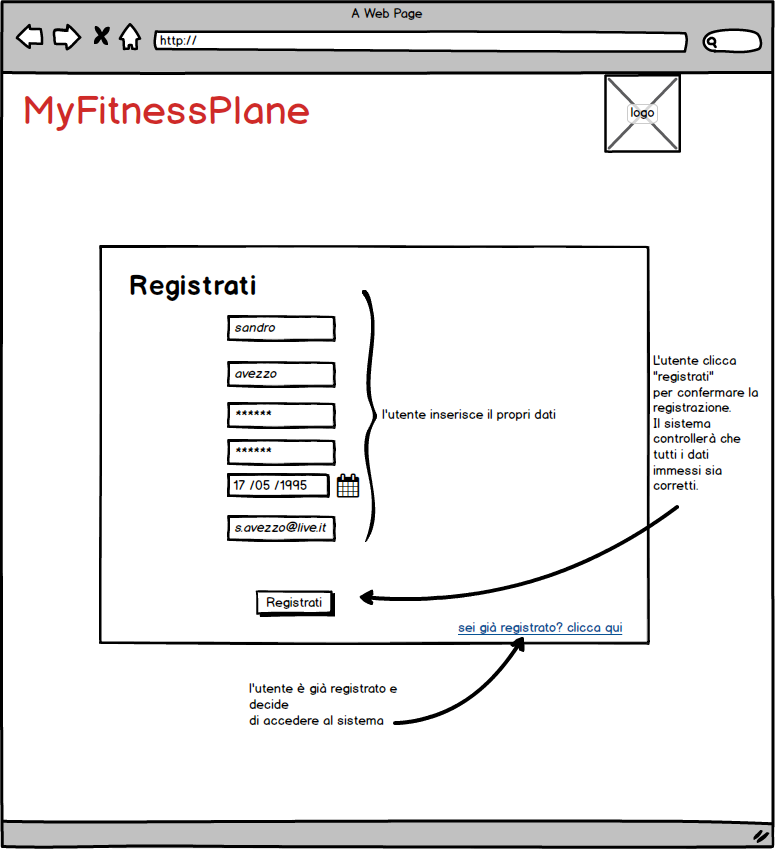 A Web Page
http://
MyFitnessPlane
logo
Registrati
sandro
avezzo
******
******
17 /05 /1995
s.avezzo@live.it
l'utente inserisce il propri dati
L'utente clicca
"registrati"
per confermare la
registrazione.
Il sistema
controllerà che
tutti i dati
immessi sia
corretti.
Registrati
sei già registrato? clicca qui
l'utente è già registrato e
decide
di accedere al sistema